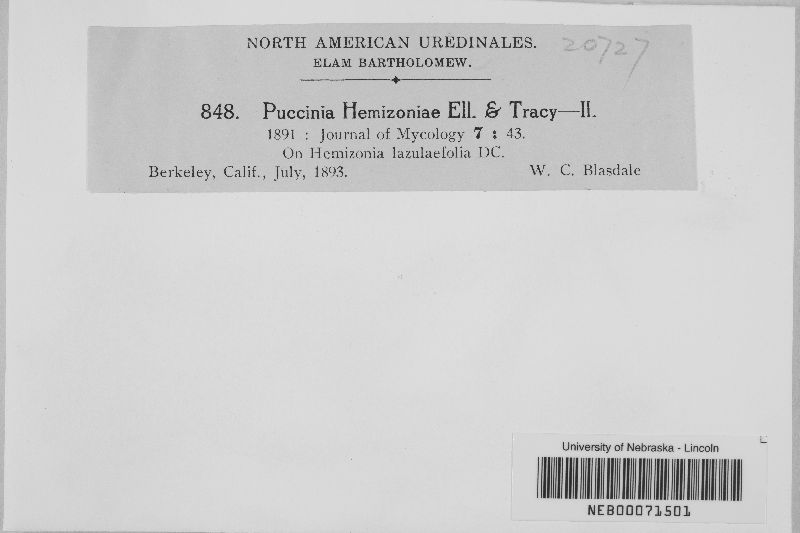 NORTH AMERICAN UREDINALES. 20727
ELAM BARTHOLOMEW.
848. Puccinia Hemizoniae Ell. & Tracy—II.
1891 : Journal of Mycology 7 : 43.
On Hemizonia lazulaefolia DC.
Berkeley, Calif., July, 1893. W. C. Blasdale
University of Nebraska - Lincoln
NEB00071501